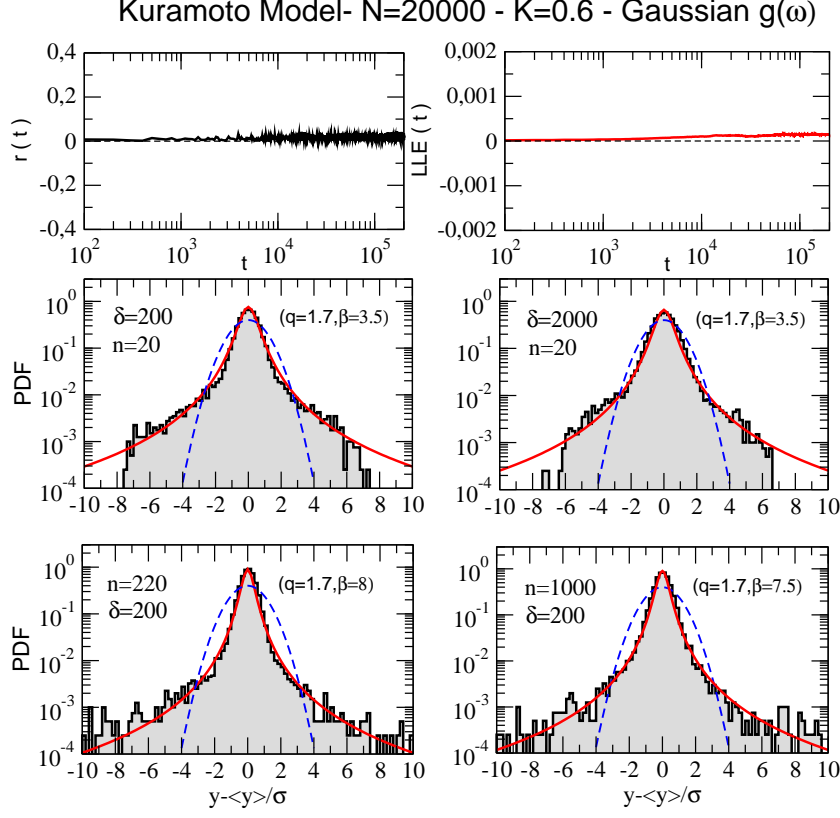 Kuramoto Model- N=20000 - K=0.6 - Gaussian g(ω)
0,4
0,2
0
-0,2
-0,4
r ( t )
10^2 10^3 10^4 10^5
t
0,002
0,001
0
-0,001
-0,002
LLE ( t )
10^2 10^3 10^4 10^5
t
10^0
10^-1
10^-2
10^-3
10^-4
PDF
δ=200
n=20
(q=1.7,β=3.5)
-10 -8 -6 -4 -2 0 2 4 6 8 10
10^0
10^-1
10^-2
10^-3
10^-4
δ=2000
n=20
(q=1.7,β=3.5)
-10 -8 -6 -4 -2 0 2 4 6 8 10
10^0
10^-1
10^-2
10^-3
10^-4
PDF
n=220
δ=200
(q=1.7,β=8)
-10 -8 -6 -4 -2 0 2 4 6 8 10
y-<y>/σ
10^0
10^-1
10^-2
10^-3
10^-4
n=1000
δ=200
(q=1.7,β=7.5)
-10 -8 -6 -4 -2 0 2 4 6 8 10
y-<y>/σ